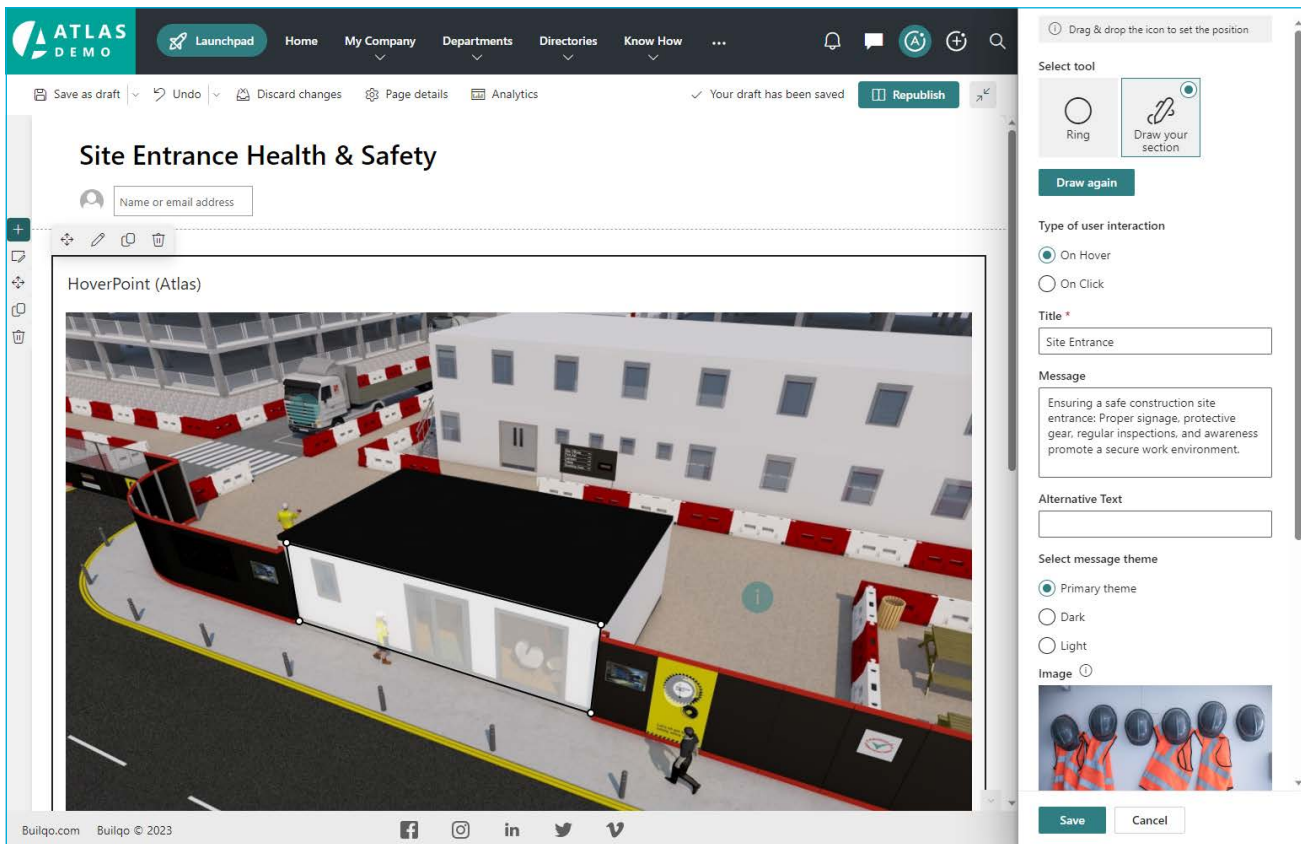 ATLAS
DEMO
Launchpad
Home
My Company
Departments
Directories
Know How
...
Save as draft
Undo
Discard changes
Page details
Analytics
Your draft has been saved
Republish
Site Entrance Health & Safety
Name or email address
HoverPoint (Atlas)
Builqo.com
Builqo © 2023
Drag & drop the icon to set the position
Select tool
Ring
Draw your
section
Draw again
Type of user interaction
On Hover
On Click
Title *
Site Entrance
Message
Ensuring a safe construction site
entrance: Proper signage, protective
gear, regular inspections, and awareness
promote a secure work environment.
Alternative Text
Select message theme
Primary theme
Dark
Light
Image
Save
Cancel